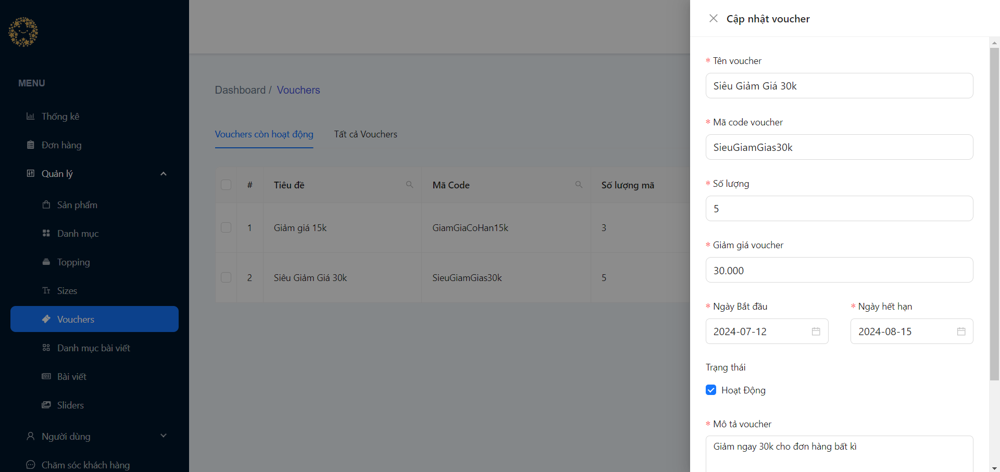 MENU
Thống kê
Đơn hàng
Quản lý
Sản phẩm
Danh mục
Topping
Sizes
Vouchers
Danh mục bài viết
Bài viết
Sliders
Người dùng
Chăm sóc khách hàng
Dashboard / Vouchers
Vouchers còn hoạt động Tất cả Vouchers
# Tiêu đề Mã Code Số lượng mã
1 Giảm giá 15k GiamGiaCoHan15k 3
2 Siêu Giảm Giá 30k SieuGiamGias30k 5
Cập nhật voucher
* Tên voucher
Siêu Giảm Giá 30k
* Mã code voucher
SieuGiamGias30k
* Số lượng
5
* Giảm giá voucher
30.000
* Ngày Bắt đầu * Ngày hết hạn
2024-07-12 2024-08-15
Trạng thái
Hoạt Động
* Mô tả voucher
Giảm ngay 30k cho đơn hàng bất kì